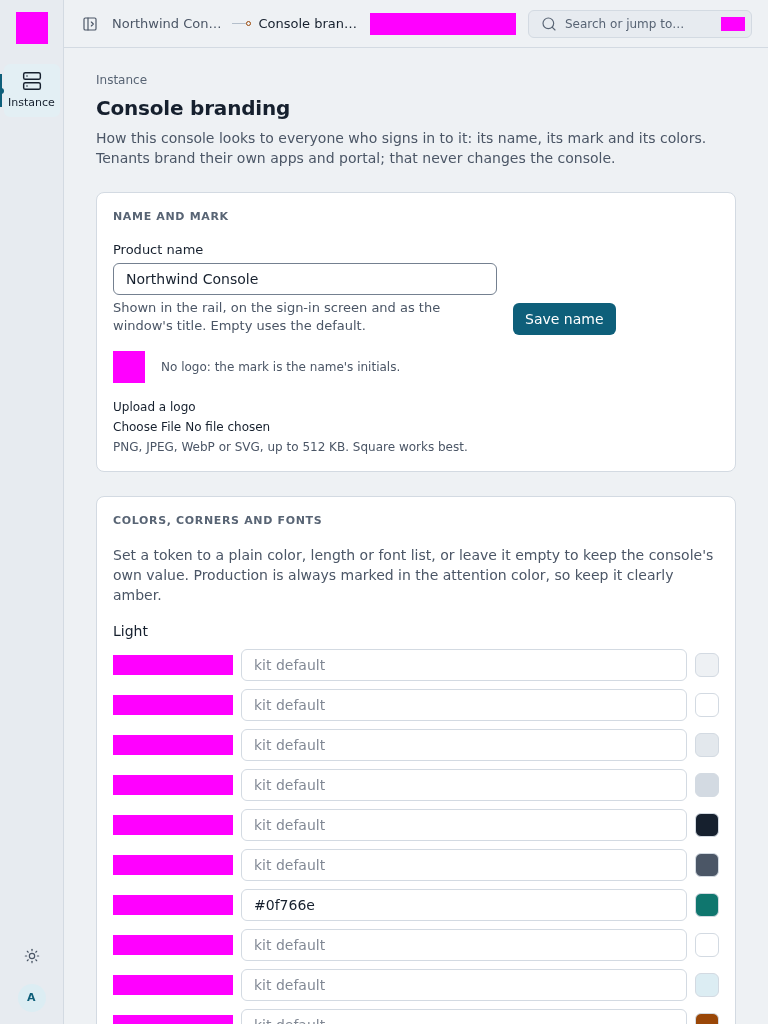 Northwind Con…
Console bran…
Search or jump to…
Instance
Instance
Console branding
How this console looks to everyone who signs in to it: its name, its mark and its colors.
Tenants brand their own apps and portal; that never changes the console.
NAME AND MARK
Product name
Northwind Console
Shown in the rail, on the sign-in screen and as the
window's title. Empty uses the default.
Save name
No logo: the mark is the name's initials.
Upload a logo
Choose File No file chosen
PNG, JPEG, WebP or SVG, up to 512 KB. Square works best.
COLORS, CORNERS AND FONTS
Set a token to a plain color, length or font list, or leave it empty to keep the console's
own value. Production is always marked in the attention color, so keep it clearly
amber.
Light
kit default
kit default
kit default
kit default
kit default
kit default
#0f766e
kit default
kit default
kit default
A